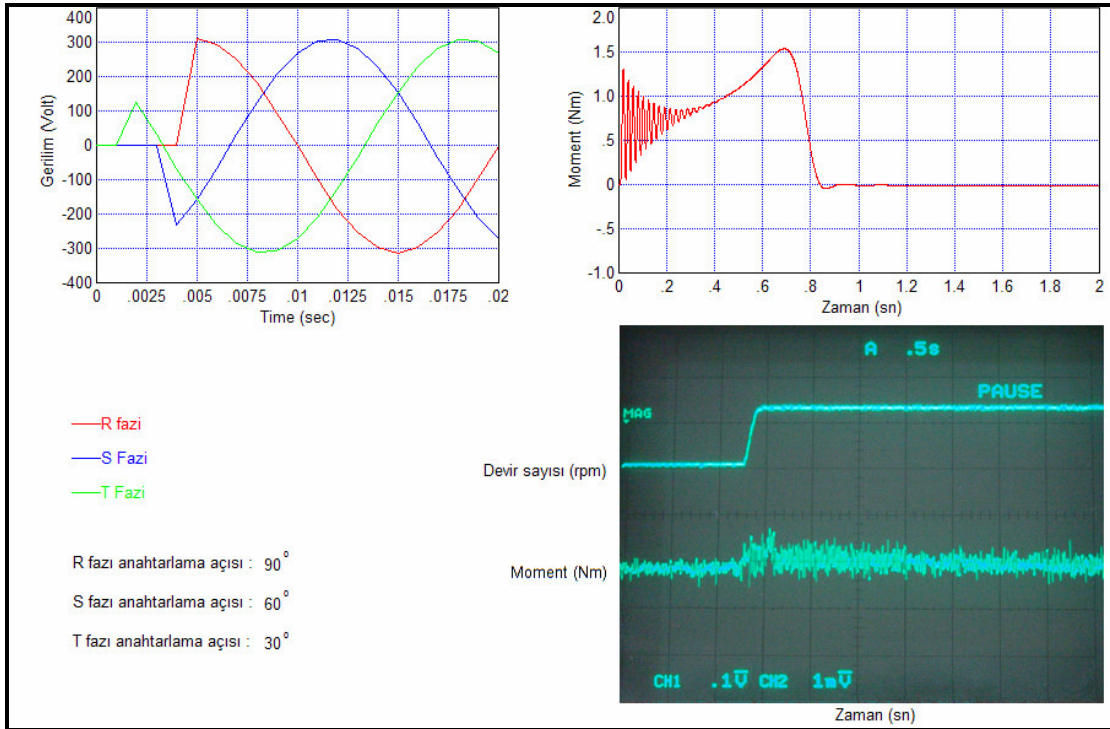 400
300
200
100
0
-100
-200
-300
-400
Gerilim (Volt)
0 .0025 .005 .0075 .01 .0125 .015 .0175 .02
Time (sec)
2.0
1.5
1.0
.5
0
-.5
-1.0
Moment (Nm)
0 .2 .4 .6 .8 1 1.2 1.4 1.6 1.8 2
Zaman (sn)
R fazi
S Fazi
T Fazi
R fazı anahtarlama açısı : 90°
S fazı anahtarlama açısı : 60°
T fazı anahtarlama açısı : 30°
A .5s
PAUSE
MAG
Devir sayısı (rpm)
Moment (Nm)
CH1 .1V CH2 1mV
Zaman (sn)